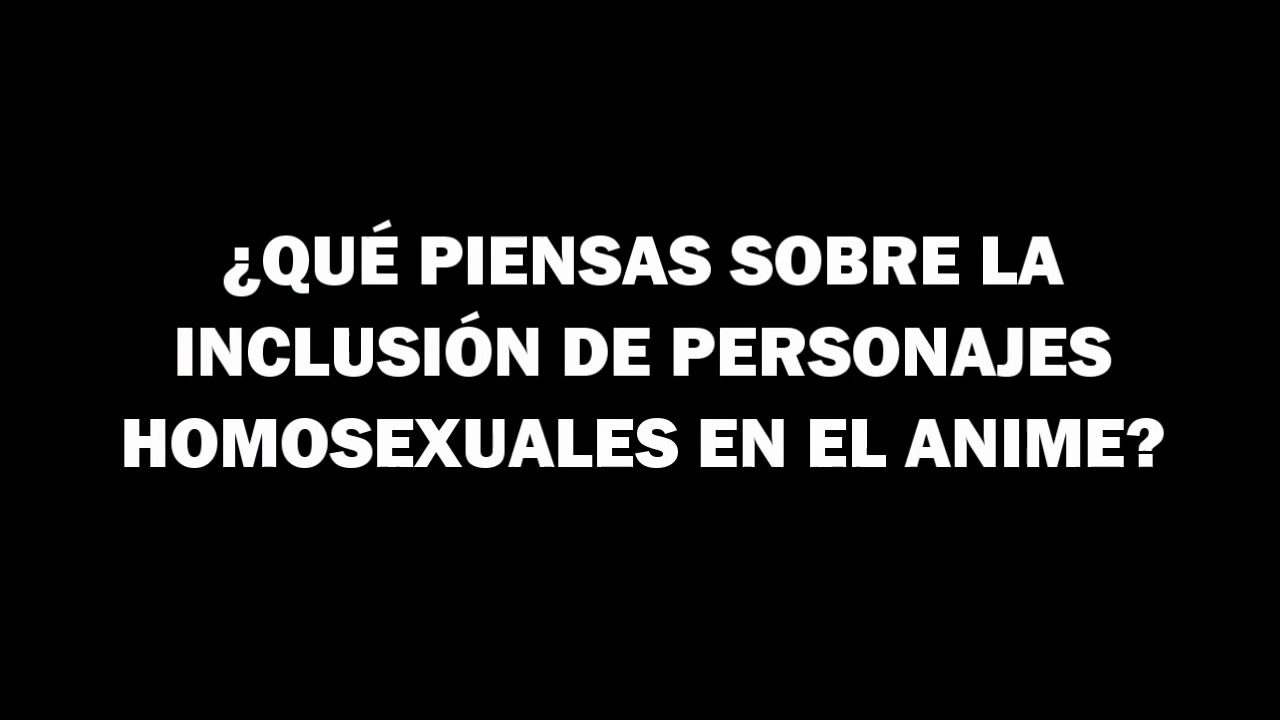 ¿QUÉ PIENSAS SOBRE LA
INCLUSIÓN DE PERSONAJES
HOMOSEXUALES EN EL ANIME?